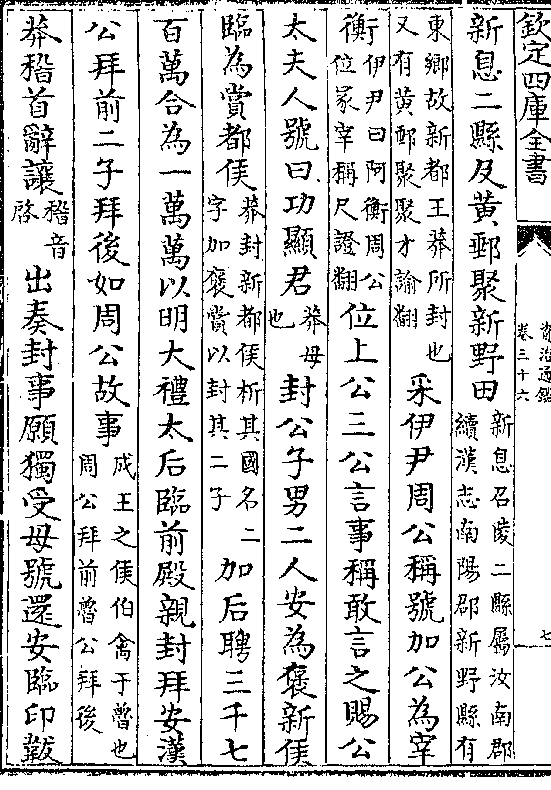 欽定四庫全書
資治通鑑
卷三十六
七
新息二縣及黄郵聚新野田新息召陵二縣屬汝南郡續漢志南陽郡新野縣有
東鄉故新都王莽所封也又有黄郵聚聚才諭翻采伊尹周公稱號加公為宰
衡伊尹曰阿衡周公位冢宰稱尺證翻位上公三公言事稱敢言之賜公
太夫人號曰功顯君莽母也封公子男二人安為褒新侯
臨為賞都侯莽封新都侯析其國名二字加褒賞以封其二子加后聘三千七
百萬合為一萬萬以明大禮太后臨前殿親封拜安漢
公拜前二子拜後如周公故事成王之侯伯禽于魯也周公拜前魯公拜後
莽稽首辭讓稽音啓出奏封事願獨受母號還安臨印韍